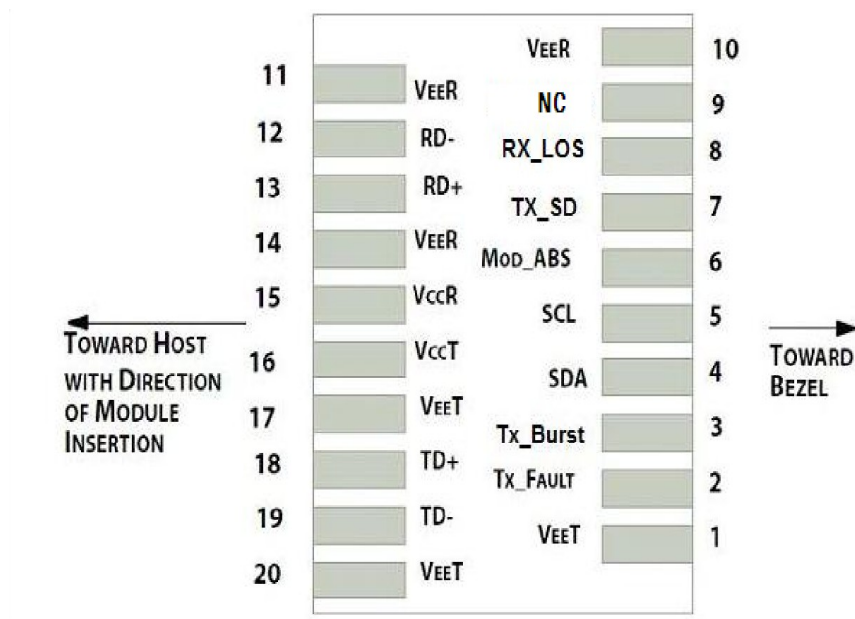 VEER 10
11 VEER
NC 9
12 RD-
RX_LOS 8
13 RD+
TX_SD 7
14 VEER
MOD_ABS 6
15 VCCR
SCL 5
TOWARD HOST
WITH DIRECTION
OF MODULE
INSERTION
16 VCCT
TOWARD
BEZEL
SDA 4
17 VEET
Tx_Burst 3
18 TD+
TX_FAULT 2
19 TD-
VEET 1
20 VEET